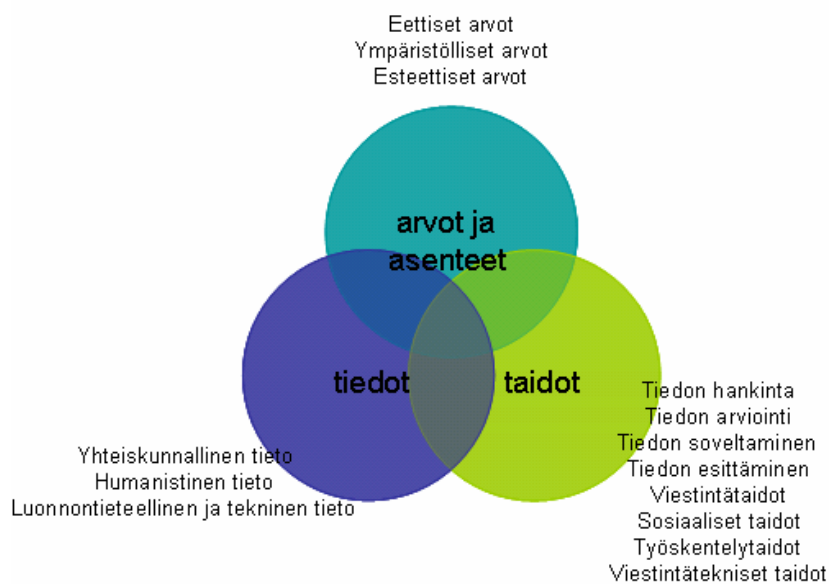 Eettiset arvot
Ympäristölliset arvot
Esteettiset arvot
arvot ja
asenteet
tiedot
taidot
Yhteiskunnallinen tieto
Humanistinen tieto
Luonnontieteellinen ja tekninen tieto
Tiedon hankinta
Tiedon arviointi
Tiedon soveltaminen
Tiedon esittäminen
Viestintätaidot
Sosiaaliset taidot
Työskentelytaidot
Viestintätekniset taidot